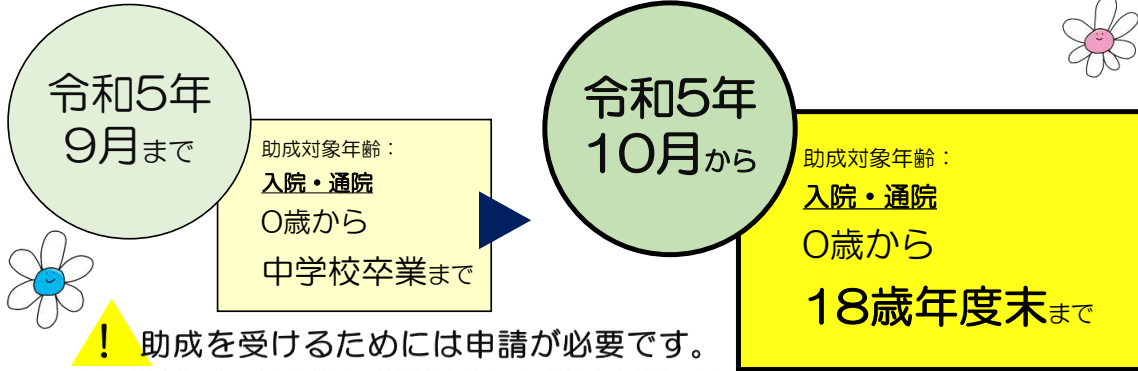 令和5年
9月まで
助成対象年齢：
入院・通院
0歳から
中学校卒業まで
令和5年
10月から
助成対象年齢：
入院・通院
0歳から
18歳年度末まで
! 助成を受けるためには申請が必要です。